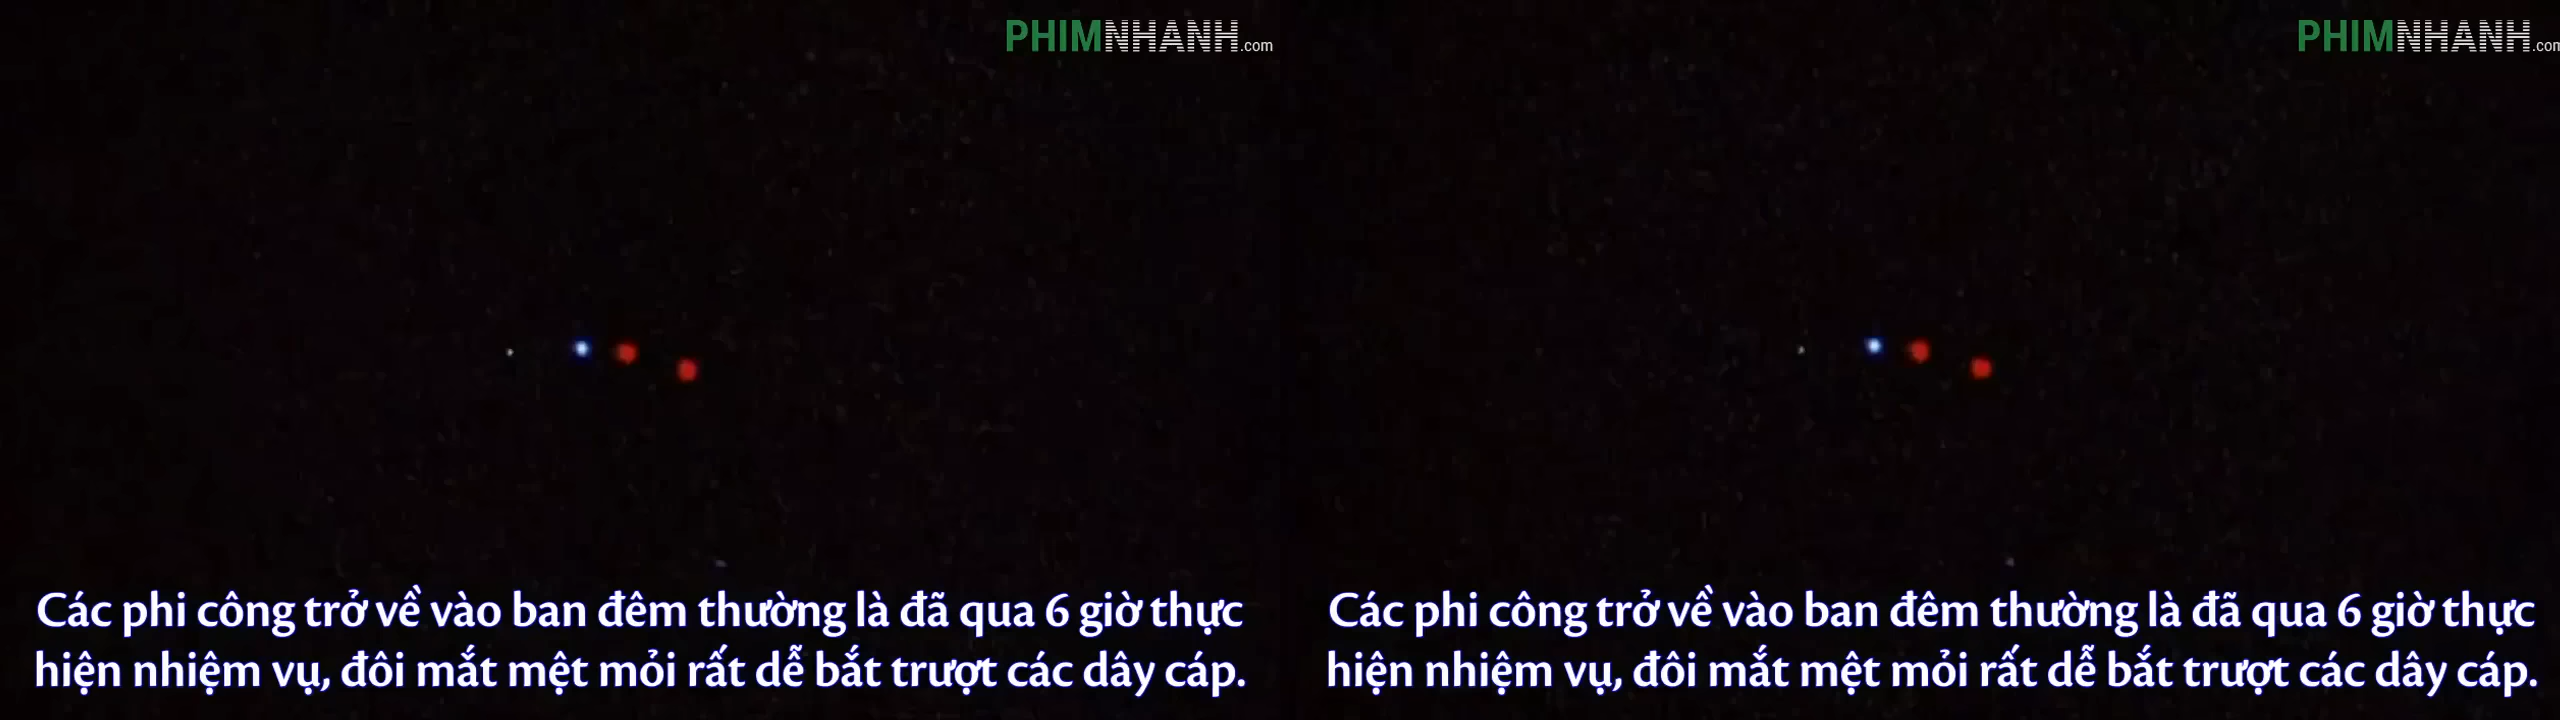 PHIMNHANH.com
PHIMNHANH.com
Các phi công trở về vào ban đêm thường là đã qua 6 giờ thực
hiện nhiệm vụ, đôi mắt mệt mỏi rất dễ bắt trượt các dây cáp.
Các phi công trở về vào ban đêm thường là đã qua 6 giờ thực
hiện nhiệm vụ, đôi mắt mệt mỏi rất dễ bắt trượt các dây cáp.